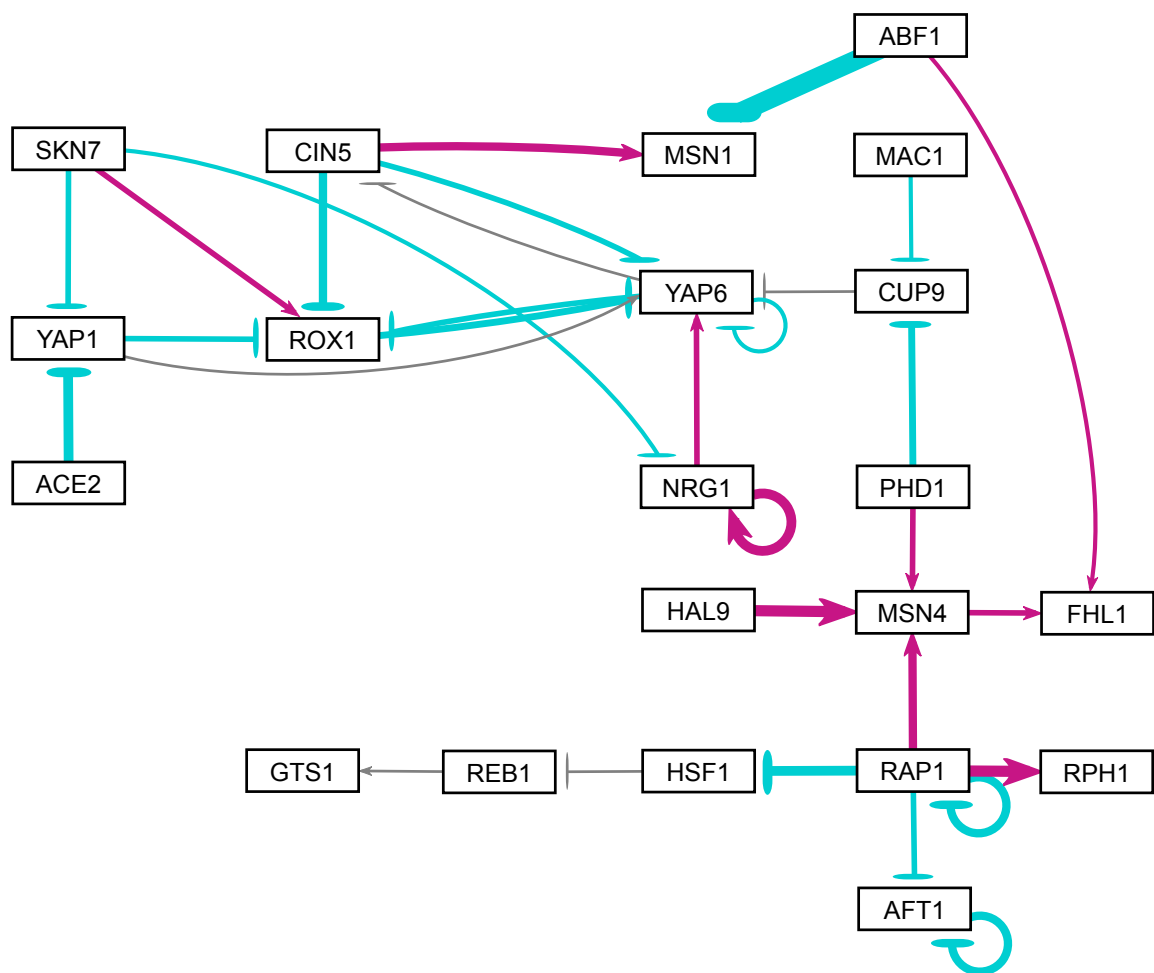 ABF1
SKN7
CIN5
MSN1
MAC1
YAP6
CUP9
YAP1
ROX1
ACE2
NRG1
PHD1
HAL9
MSN4
FHL1
GTS1
REB1
HSF1
RAP1
RPH1
AFT1